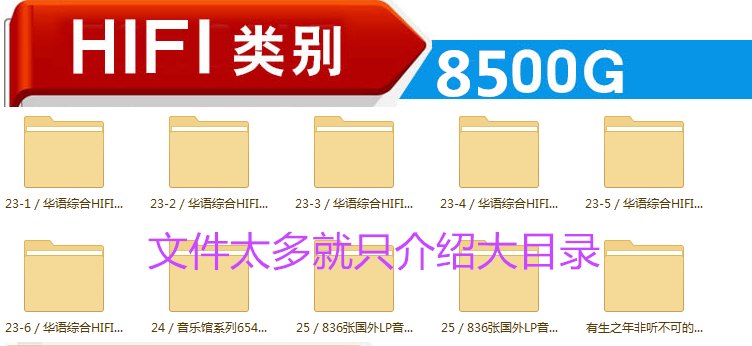 HIFI 类别
8500G
23-1 / 华语综合HIFI...
23-2 / 华语综合HIFI...
23-3 / 华语综合HIFI...
23-4 / 华语综合HIFI...
23-5 / 华语综合HIFI...
文件太多就只介绍大目录
23-6 / 华语综合HIFI...
24 / 音乐馆系列654...
25 / 836张国外LP音...
25 / 836张国外LP音...
有生之年非听不可的...